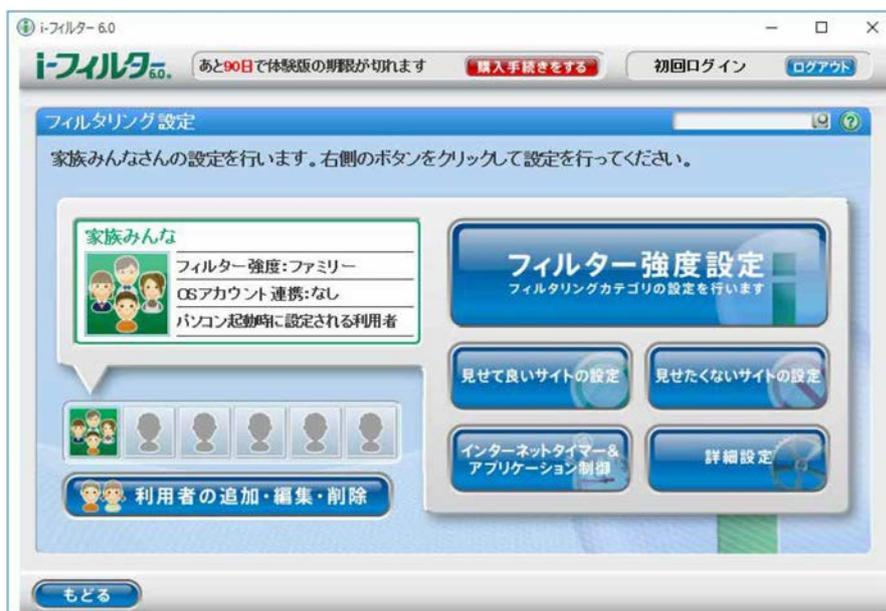 i-フィルター 6.0
i-フィルター 6.0.
あと90日で体験版の期限が切れます
購入手続きをする
初回ログイン
ログアウト
フィルタリング設定
家族みんなさんの設定を行います。右側のボタンをクリックして設定を行ってください。
家族みんな
フィルター強度:ファミリー
OSアカウント連携:なし
パソコン起動時に設定される利用者
フィルター強度設定
フィルタリングカテゴリの設定を行います
見せて良いサイトの設定
見せたくないサイトの設定
インターネットタイマー&
アプリケーション制御
詳細設定
利用者の追加・編集・削除
もどる